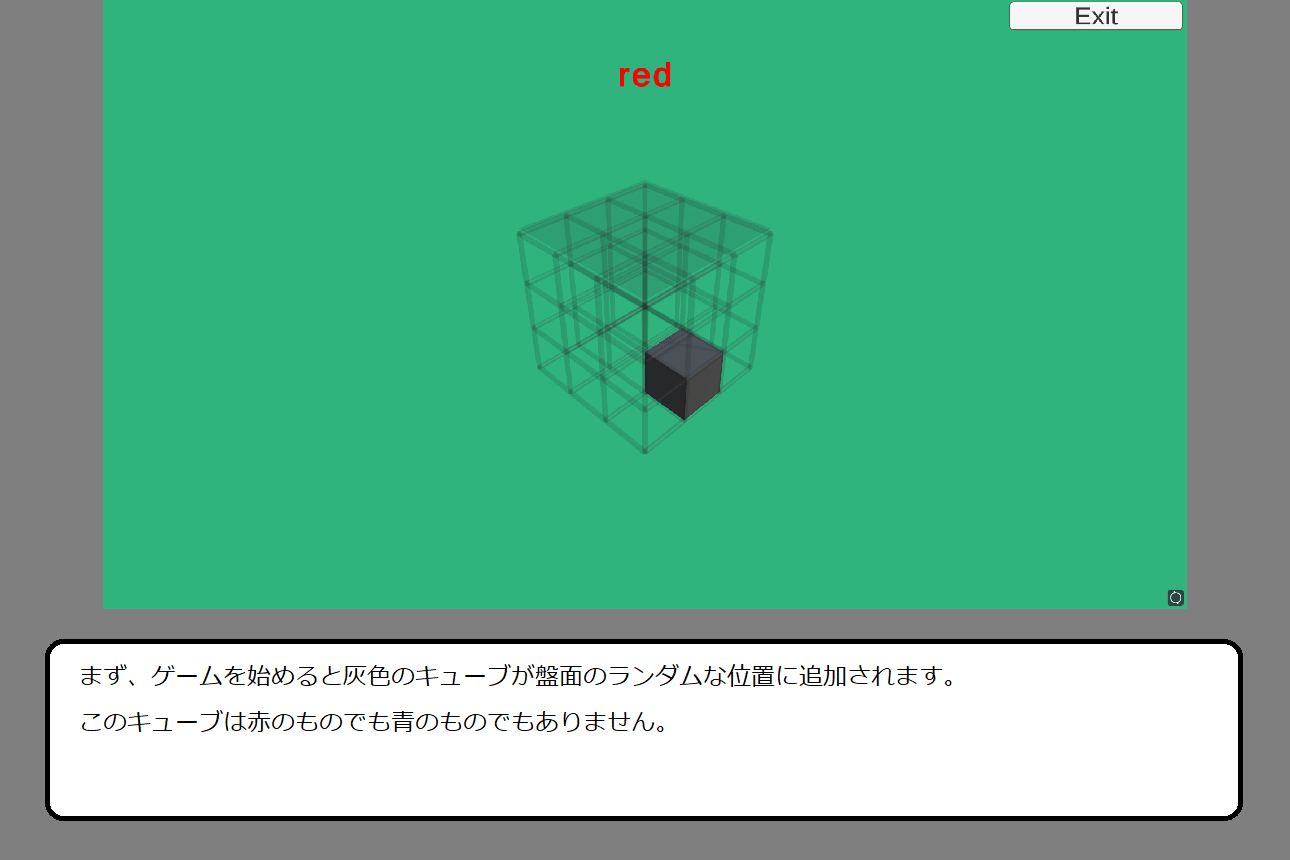 Exit
red
まず、ゲームを始めると灰色のキューブが盤面のランダムな位置に追加されます。
このキューブは赤のものでも青のものでもありません。